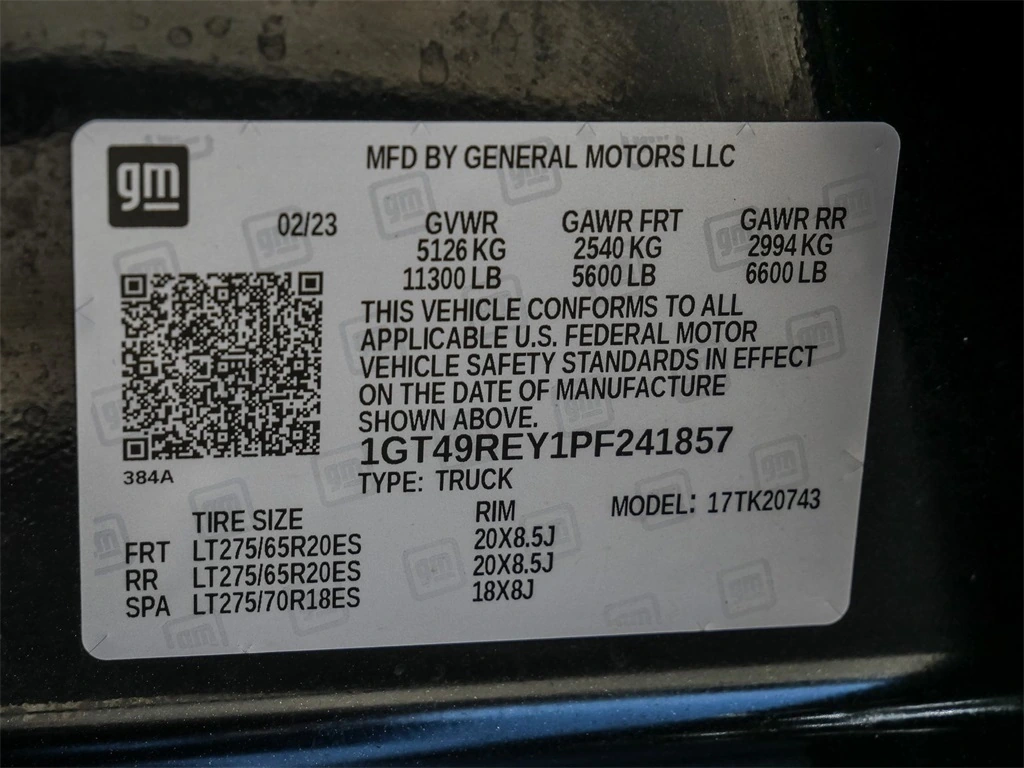 gm
MFD BY GENERAL MOTORS LLC
02/23 GVWR GAWR FRT GAWR RR
5126 KG 2540 KG 2994 KG
11300 LB 5600 LB 6600 LB
THIS VEHICLE CONFORMS TO ALL
APPLICABLE U.S. FEDERAL MOTOR
VEHICLE SAFETY STANDARDS IN EFFECT
ON THE DATE OF MANUFACTURE
SHOWN ABOVE.
1GT49REY1PF241857
384A
TYPE: TRUCK
TIRE SIZE RIM MODEL: 17TK20743
FRT LT275/65R20ES 20X8.5J
RR LT275/65R20ES 20X8.5J
SPA LT275/70R18ES 18X8J